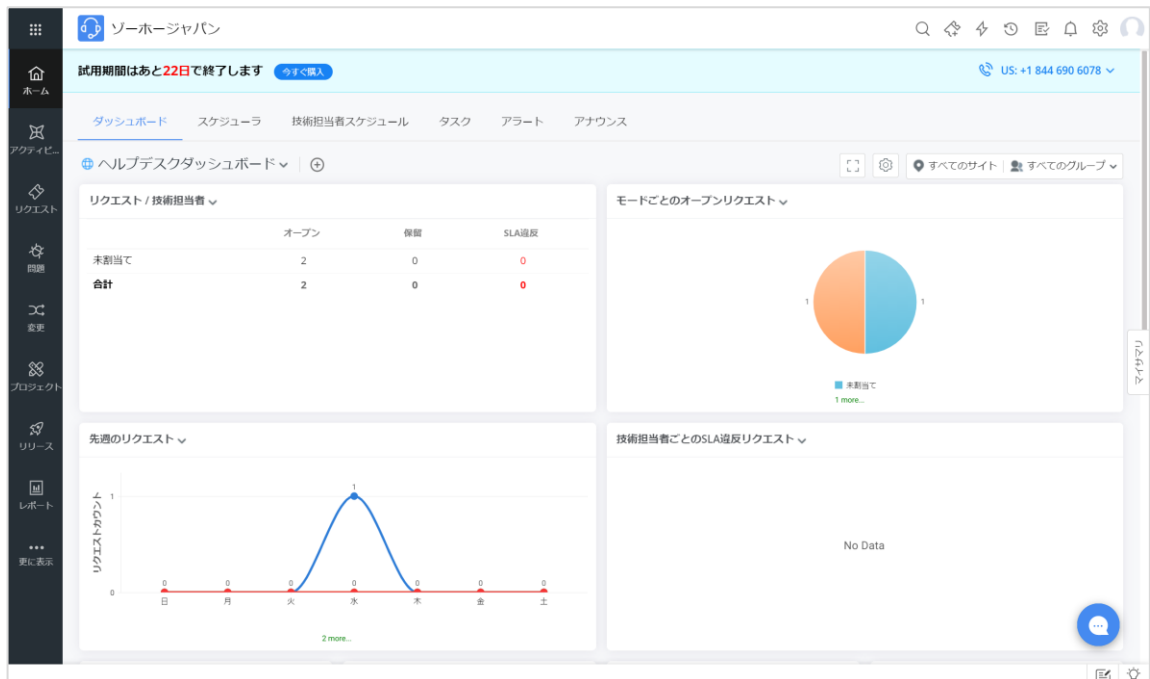 ゾーホージャパン
試用期間はあと22日で終了します 今すぐ購入 US: +1 844 690 6078
ホーム
アクティビ...
リクエスト
問題
変更
プロジェクト
リリース
レポート
更に表示
ダッシュボード スケジューラ 技術担当者スケジュール タスク アラート アナウンス
ヘルプデスクダッシュボード すべてのサイト すべてのグループ
リクエスト / 技術担当者
オープン 保留 SLA違反
未割当て 2 0 0
合計 2 0 0
モードごとのオープンリクエスト
1 1
未割当て
1 more...
マイサマリ
先週のリクエスト
リクエストカウント
1
1
0 0 0 0 0 0 0
0
日 月 火 水 木 金 土
2 more...
技術担当者ごとのSLA違反リクエスト
No Data